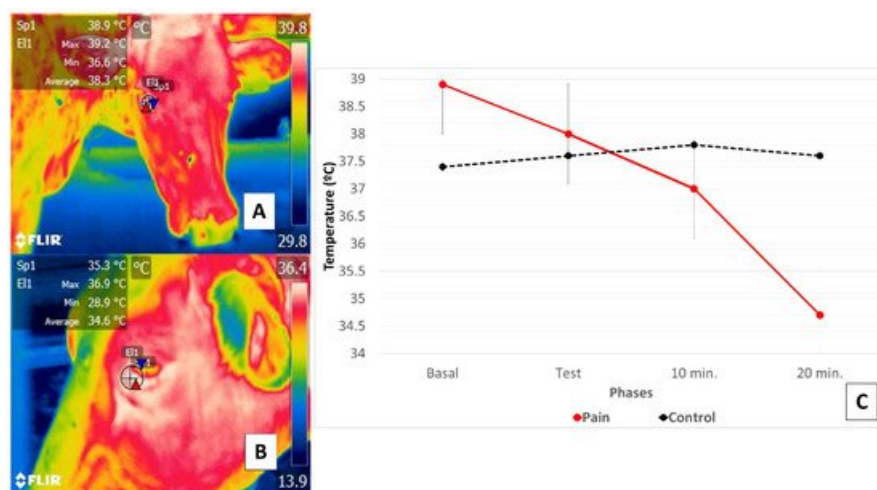 Sp1 38.9 °C
El1 Max 39.2 °C
Min 36.6 °C
Average 38.3 °C
°C
39.8
El1
Sp1
A
29.8
FLIR
Sp1 35.3 °C
El1 Max 36.9 °C
Min 28.9 °C
Average 34.6 °C
°C
36.4
El1
B
13.9
FLIR
Temperature (ºC)
39
38.5
38
37.5
37
36.5
36
35.5
35
34.5
34
Basal Test 10 min. 20 min.
Phases
Pain Control
C